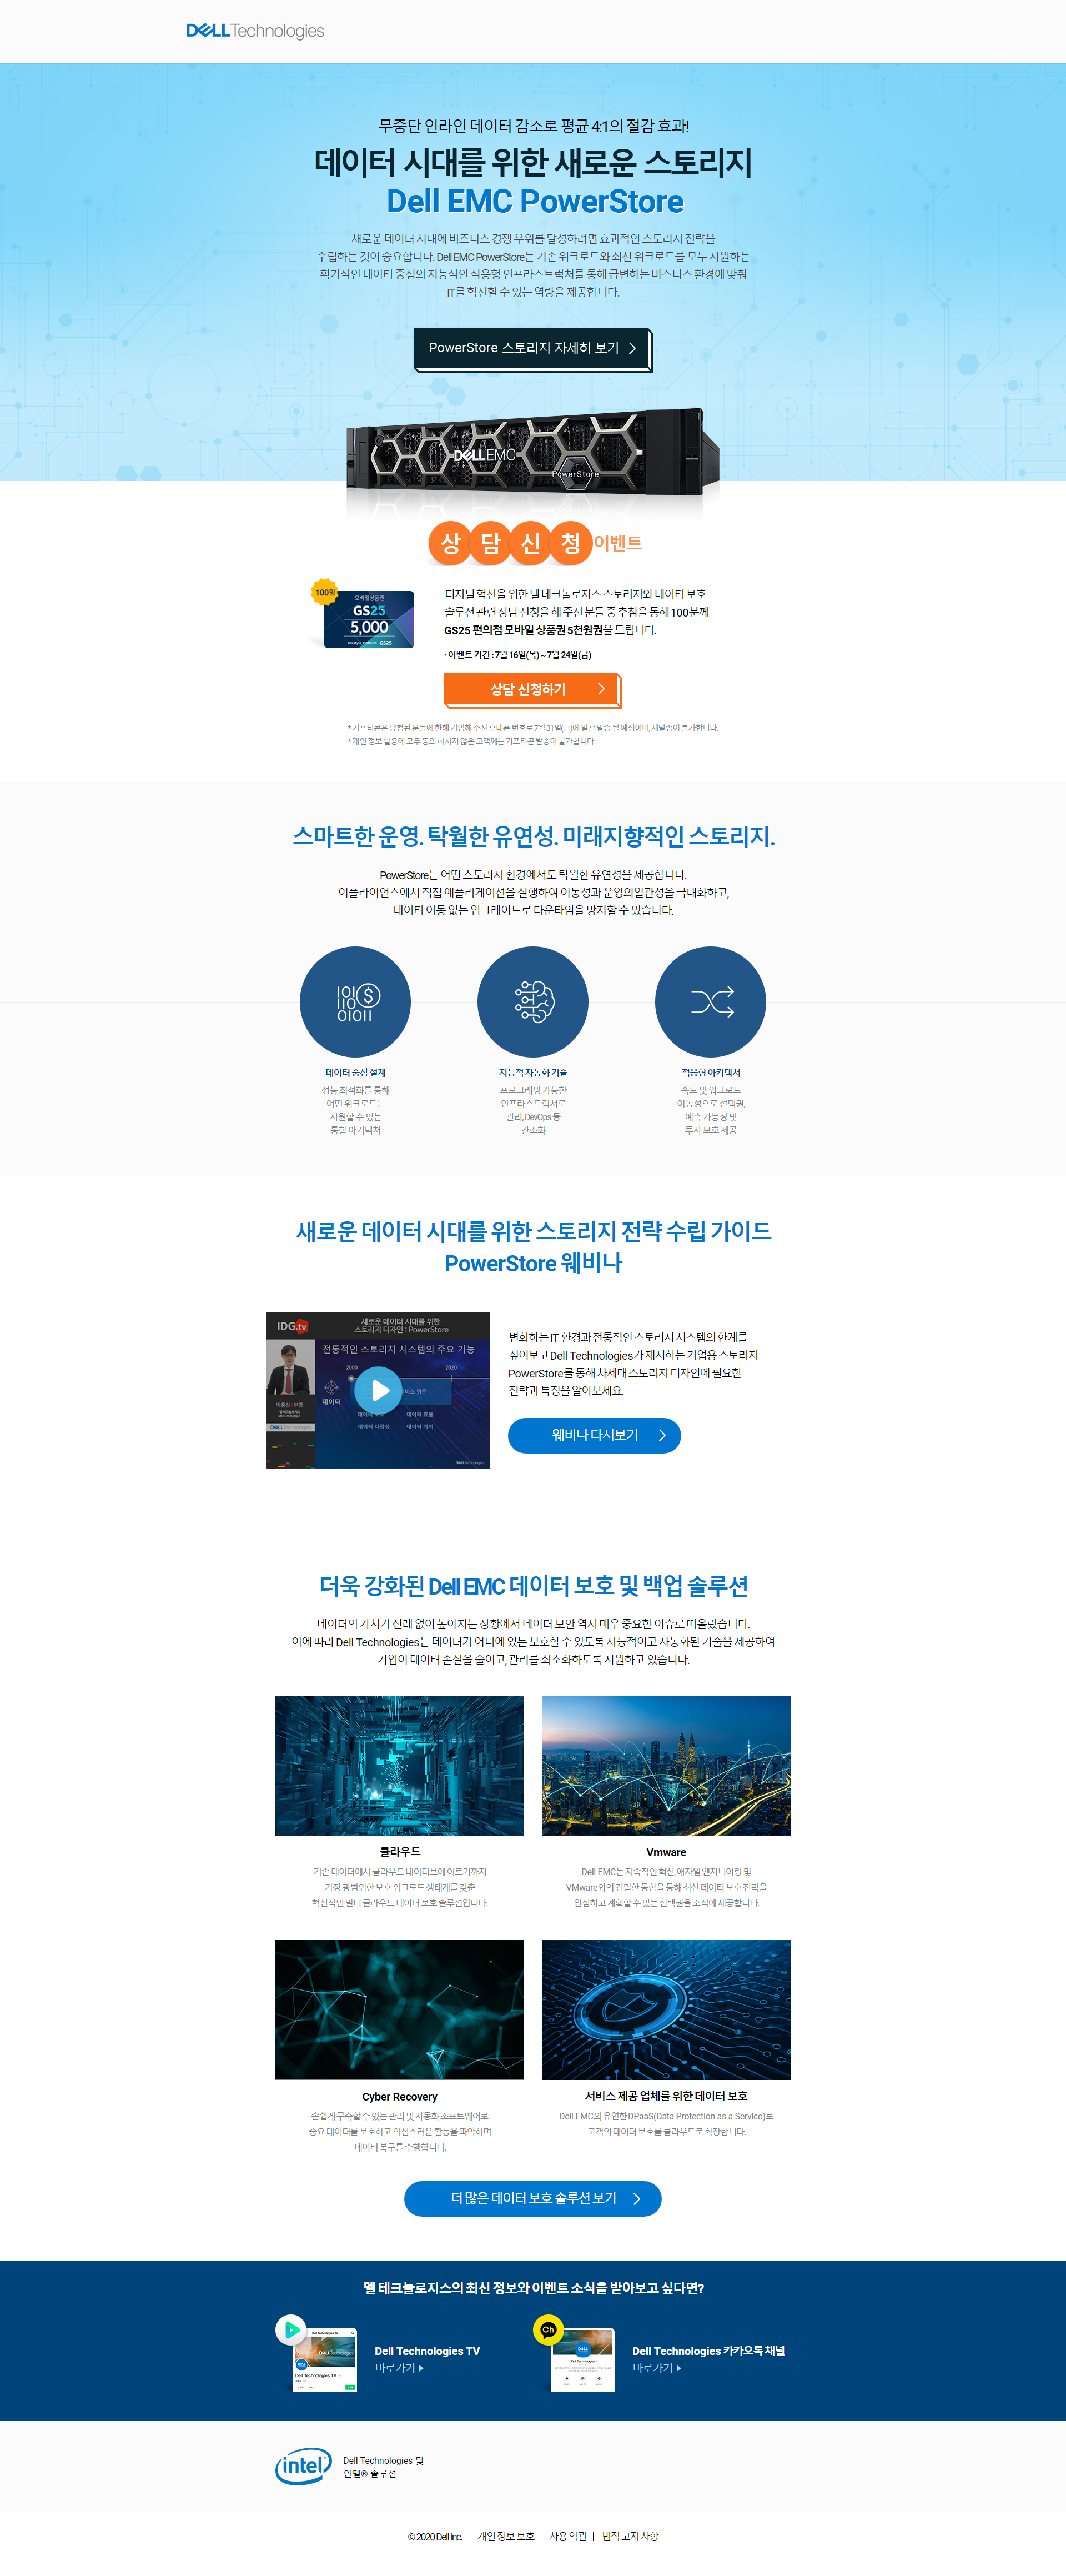 DELLTechnologies
무중단 인라인 데이터 감소로 평균 4:1의 절감 효과!
데이터 시대를 위한 새로운 스토리지
Dell EMC PowerStore
새로운 데이터 시대에 비즈니스 경쟁 우위를 달성하려면 효과적인 스토리지 전략을
수립하는 것이 중요합니다. Dell EMC PowerStore는 기존 워크로드와 최신 워크로드를 모두 지원하는
획기적인 데이터 중심의 지능적인 적응형 인프라스트럭처를 통해 급변하는 비즈니스 환경에 맞춰
IT를 혁신할 수 있는 역량을 제공합니다.
PowerStore 스토리지 자세히 보기
DELLEMC
PowerStore
상담신청이벤트
100명
모바일상품권
GS25
5,000
Lifestyle Platform GS25
디지털 혁신을 위한 델 테크놀로지스 스토리지와 데이터 보호
솔루션 관련 상담 신청을 해 주신 분들 중 추첨을 통해 100분께
GS25 편의점 모바일 상품권 5천원권을 드립니다.
· 이벤트 기간 : 7월 16일(목) ~ 7월 24일(금)
상담 신청하기
* 기프티콘은 당첨된 분들에 한해 기입해 주신 휴대폰 번호로 7월 31일(금)에 일괄 발송 될 예정이며, 재발송이 불가합니다.
* 개인 정보 활용에 모두 동의 하시지 않은 고객께는 기프티콘 발송이 불가합니다.
스마트한 운영. 탁월한 유연성. 미래지향적인 스토리지.
PowerStore는 어떤 스토리지 환경에서도 탁월한 유연성을 제공합니다.
어플라이언스에서 직접 애플리케이션을 실행하여 이동성과 운영의일관성을 극대화하고,
데이터 이동 없는 업그레이드로 다운타임을 방지할 수 있습니다.
데이터 중심 설계
성능 최적화를 통해
어떤 워크로드든
지원할 수 있는
통합 아키텍처
지능적 자동화 기술
프로그래밍 가능한
인프라스트럭처로
관리, DevOps 등
간소화
적응형 아키텍처
속도 및 워크로드
이동성으로 선택권,
예측 가능성 및
투자 보호 제공
새로운 데이터 시대를 위한 스토리지 전략 수립 가이드
PowerStore 웨비나
IDG.tv
새로운 데이터 시대를 위한
스토리지 디자인 : PowerStore
전통적인 스토리지 시스템의 주요 기능
2000
2020
데이터
데이터 효율
데이터 다양성
데이터 가치
박홍상 | 부장
DELLTechnologies
DELLTechnologies
변화하는 IT 환경과 전통적인 스토리지 시스템의 한계를
짚어보고 Dell Technologies가 제시하는 기업용 스토리지
PowerStore를 통해 차세대 스토리지 디자인에 필요한
전략과 특징을 알아보세요.
웨비나 다시보기
더욱 강화된 Dell EMC 데이터 보호 및 백업 솔루션
데이터의 가치가 전례 없이 높아지는 상황에서 데이터 보안 역시 매우 중요한 이슈로 떠올랐습니다.
이에 따라 Dell Technologies는 데이터가 어디에 있든 보호할 수 있도록 지능적이고 자동화된 기술을 제공하여
기업이 데이터 손실을 줄이고, 관리를 최소화하도록 지원하고 있습니다.
클라우드
기존 데이터에서 클라우드 네이티브에 이르기까지
가장 광범위한 보호 워크로드 생태계를 갖춘
혁신적인 멀티 클라우드 데이터 보호 솔루션입니다.
Vmware
Dell EMC는 지속적인 혁신, 애자일 엔지니어링 및
VMware와의 긴밀한 통합을 통해 최신 데이터 보호 전략을
안심하고 계획할 수 있는 선택권을 조직에 제공합니다.
Cyber Recovery
손쉽게 구축할 수 있는 관리 및 자동화 소프트웨어로
중요 데이터를 보호하고 의심스러운 활동을 파악하며
데이터 복구를 수행합니다.
서비스 제공 업체를 위한 데이터 보호
Dell EMC의 유연한 DPaaS(Data Protection as a Service)로
고객의 데이터 보호를 클라우드로 확장합니다.
더 많은 데이터 보호 솔루션 보기
델 테크놀로지스의 최신 정보와 이벤트 소식을 받아보고 싶다면?
Dell Technologies TV
Dell Technologies TV
바로가기
Ch
Dell Technologies 카카오톡 채널
바로가기
intel
Dell Technologies 및
인텔® 솔루션
© 2020 Dell Inc. | 개인 정보 보호 | 사용 약관 | 법적 고지 사항